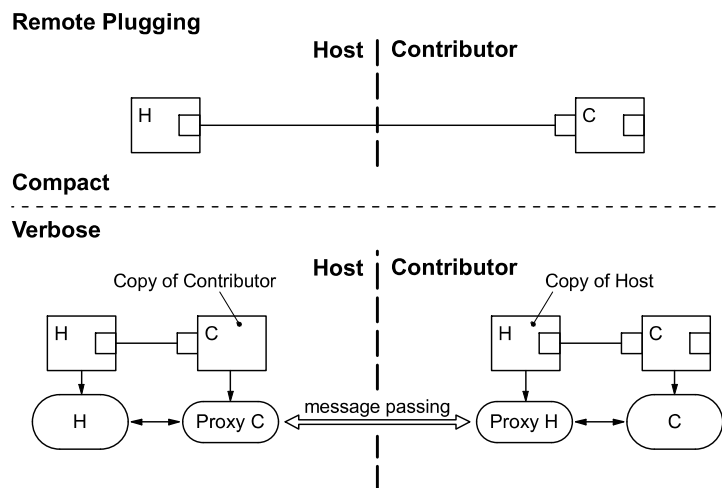 Remote Plugging
Host
Contributor
H
C
Compact
Verbose
Host
Contributor
Copy of Contributor
Copy of Host
H
C
H
C
message passing
H
Proxy C
Proxy H
C